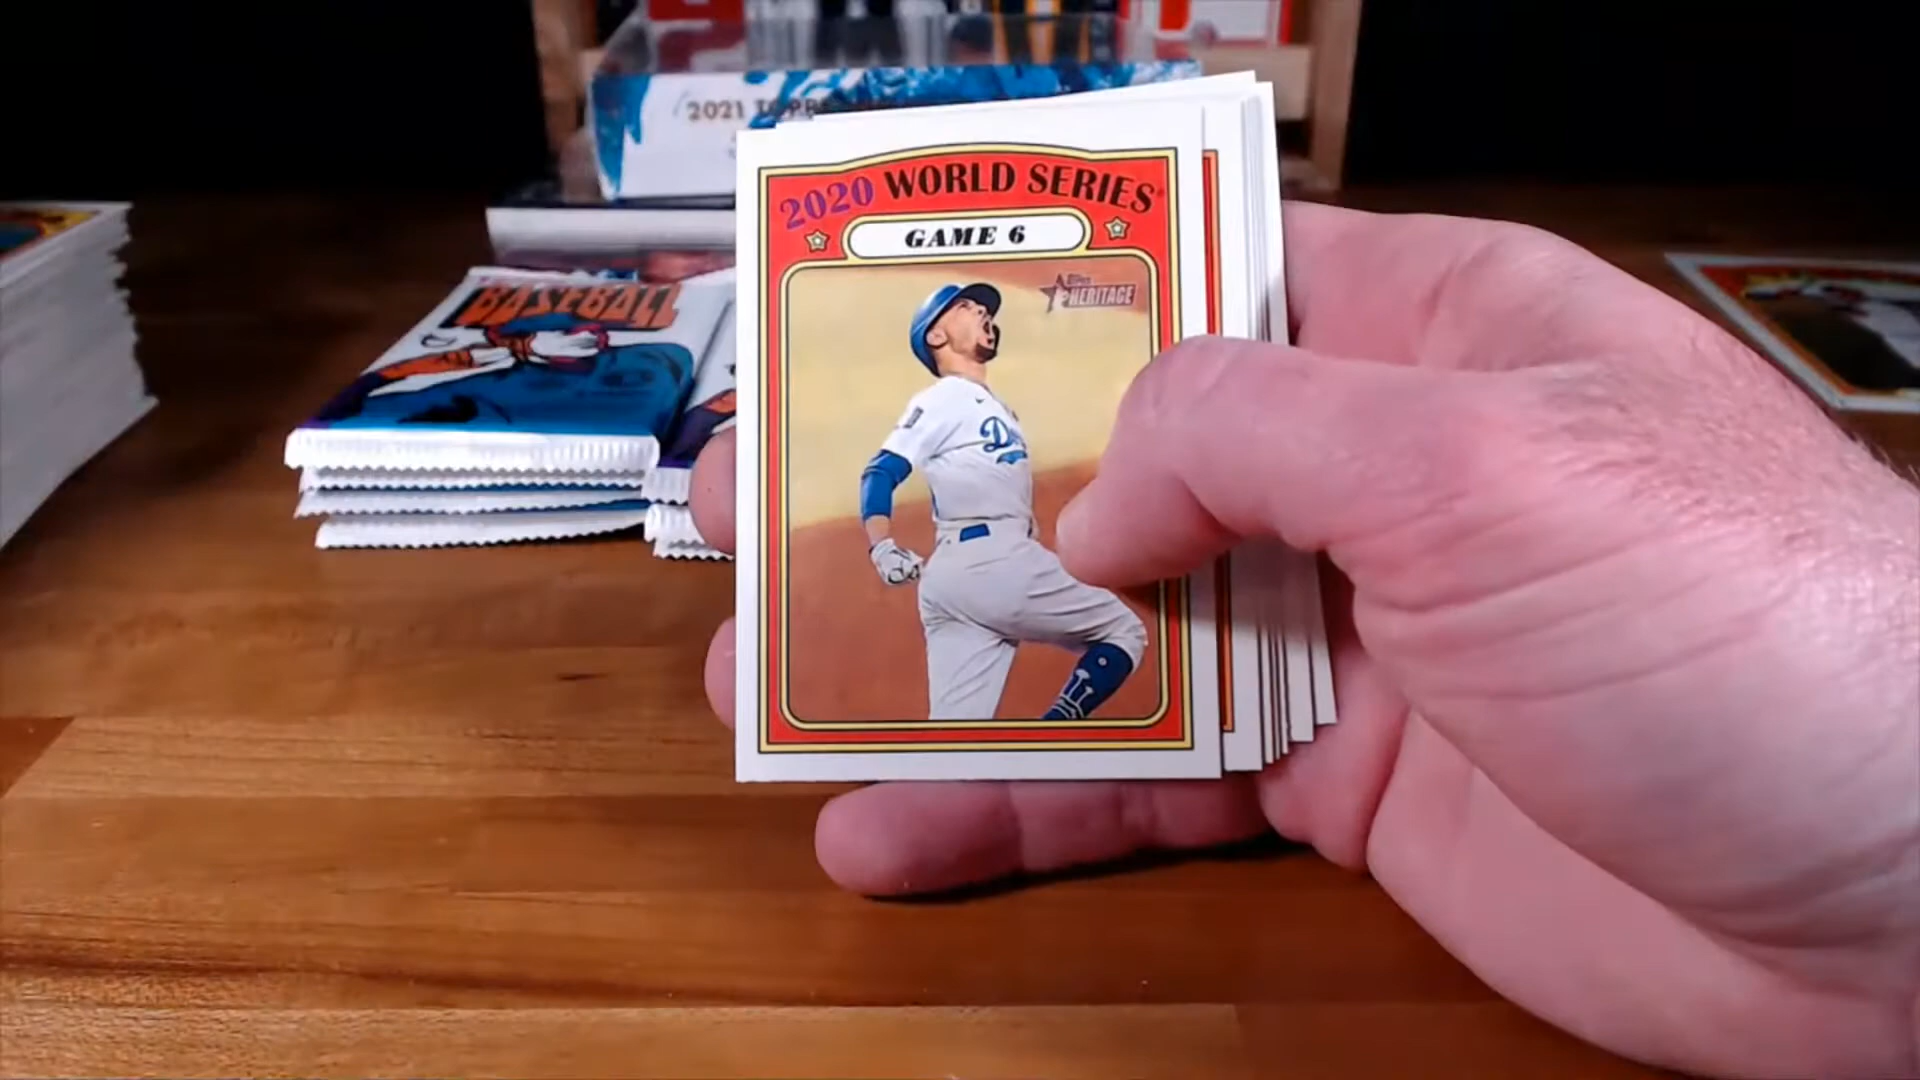 2021 TOPPS
2020 WORLD SERIES
GAME 6
Topps
HERITAGE
BASEBALL